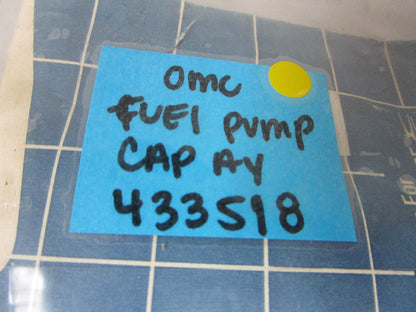 OMC
FUEl PUMP
CAP AY
433518